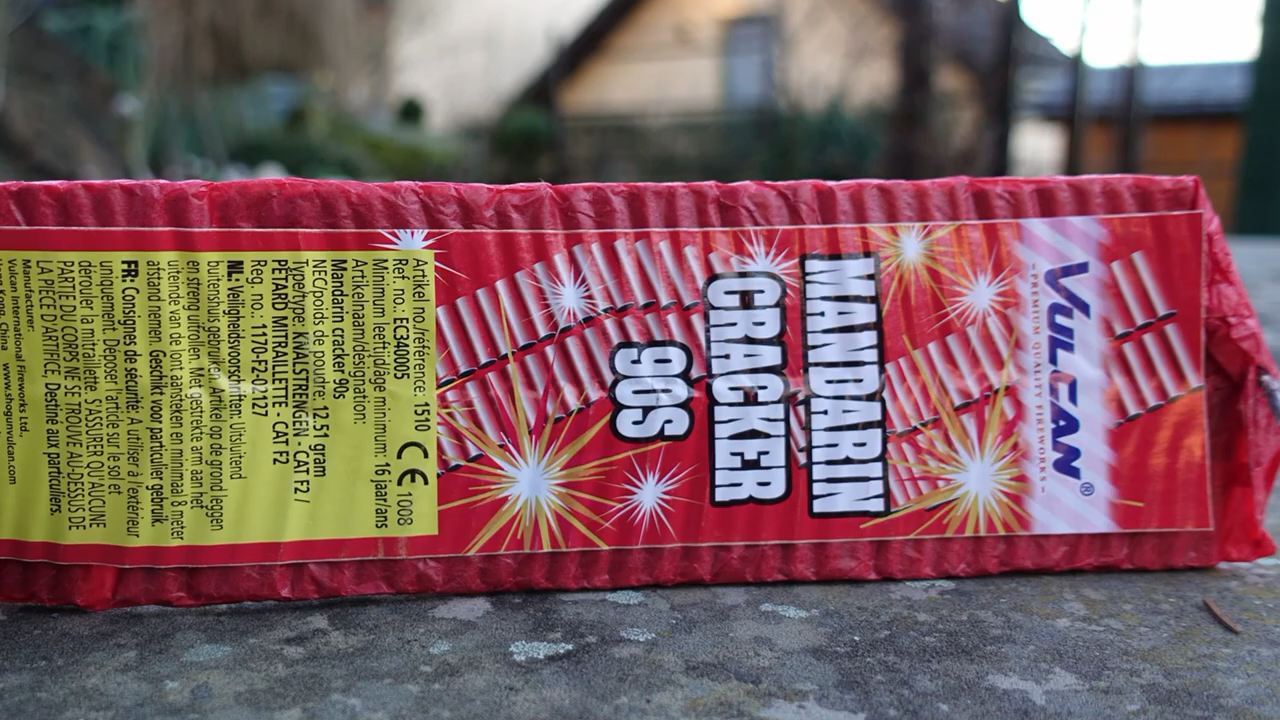 VULCAN®
-PREMIUM QUALITY FIREWORKS-
MANDARIN
CRACKER
90S
Artikel no./référence: 1510
Ref. no.: EC340005
CE 1008
Minimum leeftijd/age minimum: 16 jaar/ans
Artikelnaam/désignation:
Mandarin cracker 90s
NEC/poids de poudre: 12,51 gram
Type/type: KNALSTRENGEN - CAT F2 /
PÉTARD MITRAILLETTE - CAT F2
Reg. no.: 1170-F2-0127
NL: Veiligheidsvoorschriften: Uitsluitend
buitenshuis gebruiken. Artikel op de grond leggen
en streng uitrollen. Met gestrekte arm aan het
uiteinde van de lont aansteken en minimaal 8 meter
afstand nemen. Geschikt voor particulier gebruik.
FR: Consignes de sécurité: A utiliser à l'extérieur
uniquement. Déposer l'article sur le sol et
dérouler la mitraillette. S'ASSURER QU'AUCUNE
PARTIE DU CORPS NE SE TROUVE AU-DESSUS DE
LA PIÈCE D'ARTIFICE. Destiné aux particuliers.
Manufacturer:
Vulcan International Fireworks Ltd.,
Hong Kong, China www.shogunvulcan.com